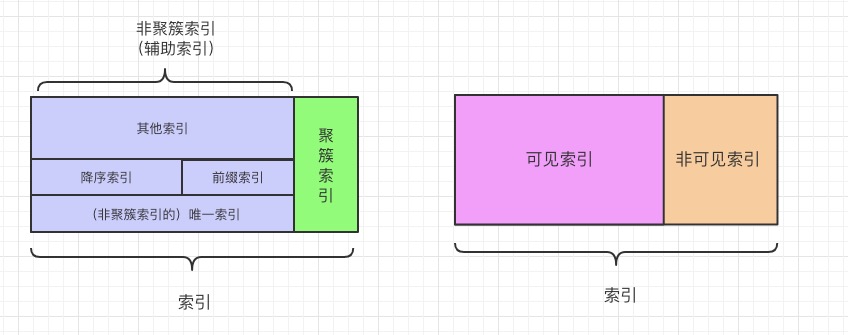 非聚簇索引
(辅助索引)
其他索引
降序索引
前缀索引
（非聚簇索引的）唯一索引
聚
簇
索
引
索引
可见索引
非可见索引
索引